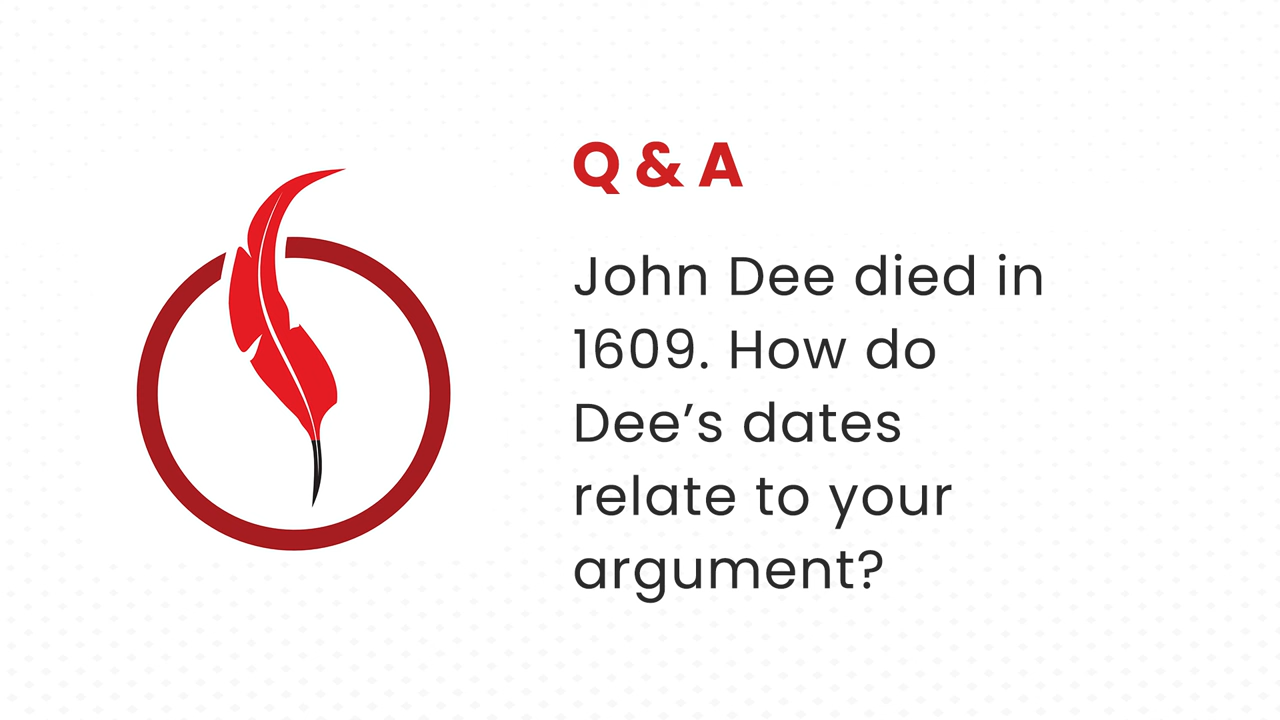 Q & A
John Dee died in
1609. How do
Dee’s dates
relate to your
argument?